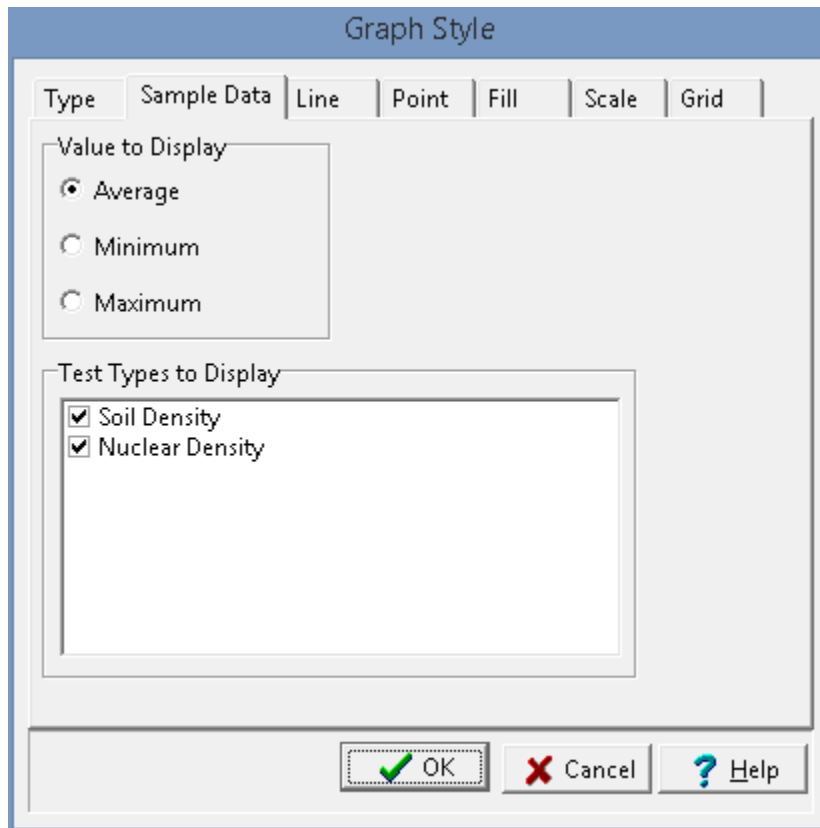 Graph Style
Type Sample Data Line Point Fill Scale Grid
Value to Display
Average
Minimum
Maximum
Test Types to Display
Soil Density
Nuclear Density
OK Cancel Help